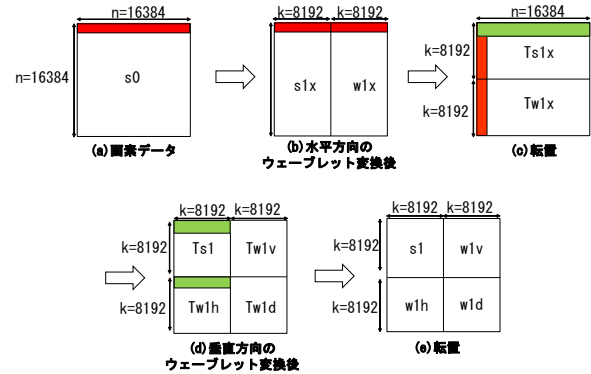 n=16384
n=16384
s0
(a)画素データ
k=8192 k=8192
s1x w1x
(b)水平方向の
ウェーブレット変換後
n=16384
k=8192
k=8192
Ts1x
Tw1x
(c)転置
k=8192 k=8192
k=8192
k=8192
Ts1 Tw1v
Tw1h Tw1d
(d)垂直方向の
ウェーブレット変換後
k=8192 k=8192
k=8192
k=8192
s1 w1v
w1h w1d
(e)転置